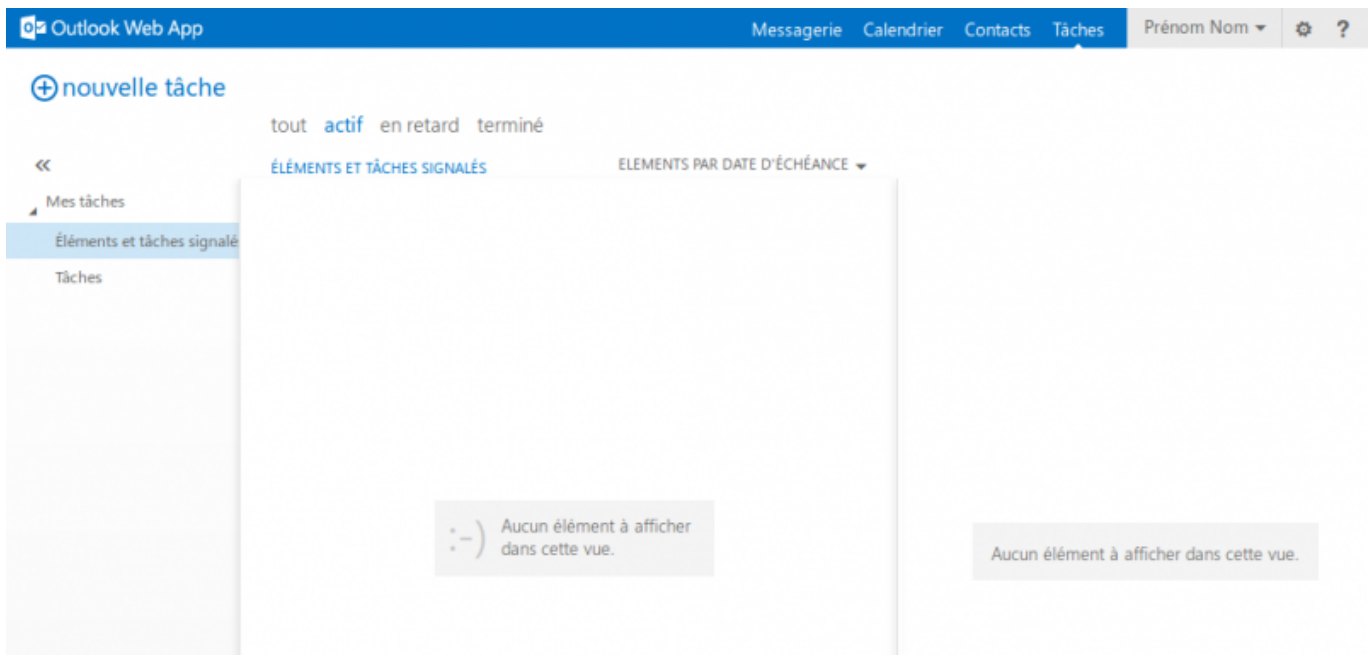 Outlook Web App
Messagerie Calendrier Contacts Tâches Prénom Nom ?
nouvelle tâche
tout actif en retard terminé
ÉLÉMENTS ET TÂCHES SIGNALÉS ELEMENTS PAR DATE D'ÉCHÉANCE
Mes tâches
Éléments et tâches signalé
Tâches
:-) Aucun élément à afficher
dans cette vue.
Aucun élément à afficher dans cette vue.